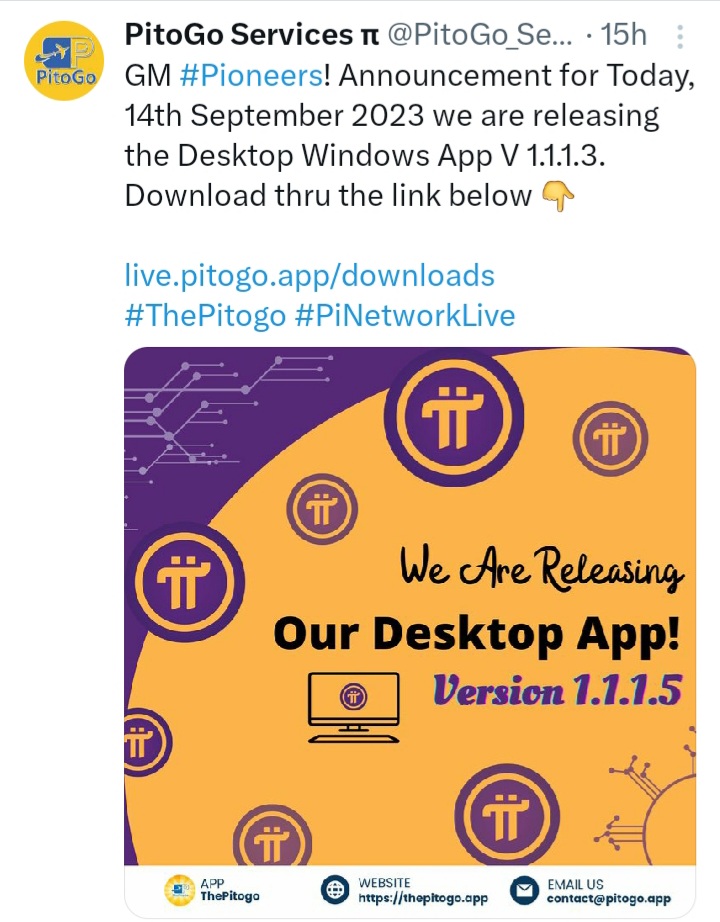 PitoGo Services π @PitoGo_Se... · 15h
PitoGo
GM #Pioneers! Announcement for Today,
14th September 2023 we are releasing
the Desktop Windows App V 1.1.1.3.
Download thru the link below 👇
live.pitogo.app/downloads
#ThePitogo #PiNetworkLive
We Are Releasing
Our Desktop App!
Version 1.1.1.5
APP
ThePitogo
WEBSITE
https://thepitogo.app
EMAIL US
contact@pitogo.app